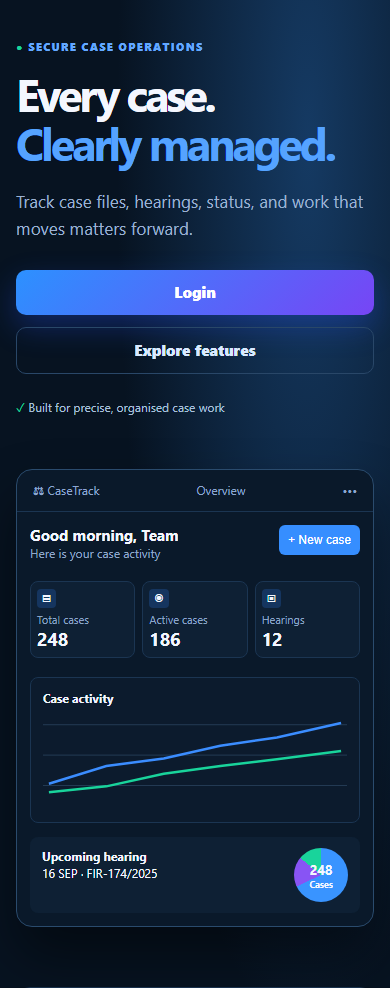 SECURE CASE OPERATIONS
Every case.
Clearly managed.
Track case files, hearings, status, and work that
moves matters forward.
Login
Explore features
✓ Built for precise, organised case work
⚖ CaseTrack Overview •••
Good morning, Team
+ New case
Here is your case activity
Total cases
248
Active cases
186
Hearings
12
Case activity
Upcoming hearing
16 SEP · FIR-174/2025
248
Cases